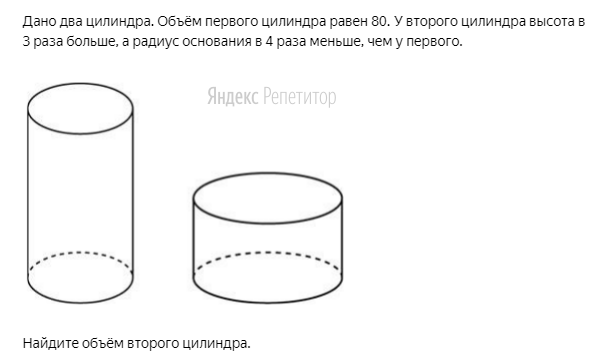 Дано два цилиндра. Объём первого цилиндра равен 80. У второго цилиндра высота в
3 раза больше, а радиус основания в 4 раза меньше, чем у первого.
Яндекс Репетитор
Найдите объём второго цилиндра.